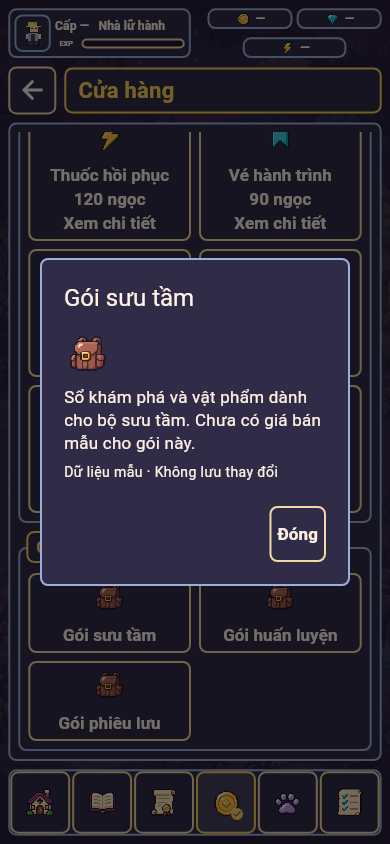 Cấp — Nhà lữ hành
EXP
—
—
—
Cửa hàng
Thuốc hồi phục
120 ngọc
Xem chi tiết
Vé hành trình
90 ngọc
Xem chi tiết
Gói sưu tầm
Sổ khám phá và vật phẩm dành
cho bộ sưu tầm. Chưa có giá bán
mẫu cho gói này.
Dữ liệu mẫu · Không lưu thay đổi
Đóng
Gói sưu tầm
Gói huấn luyện
Gói phiêu lưu